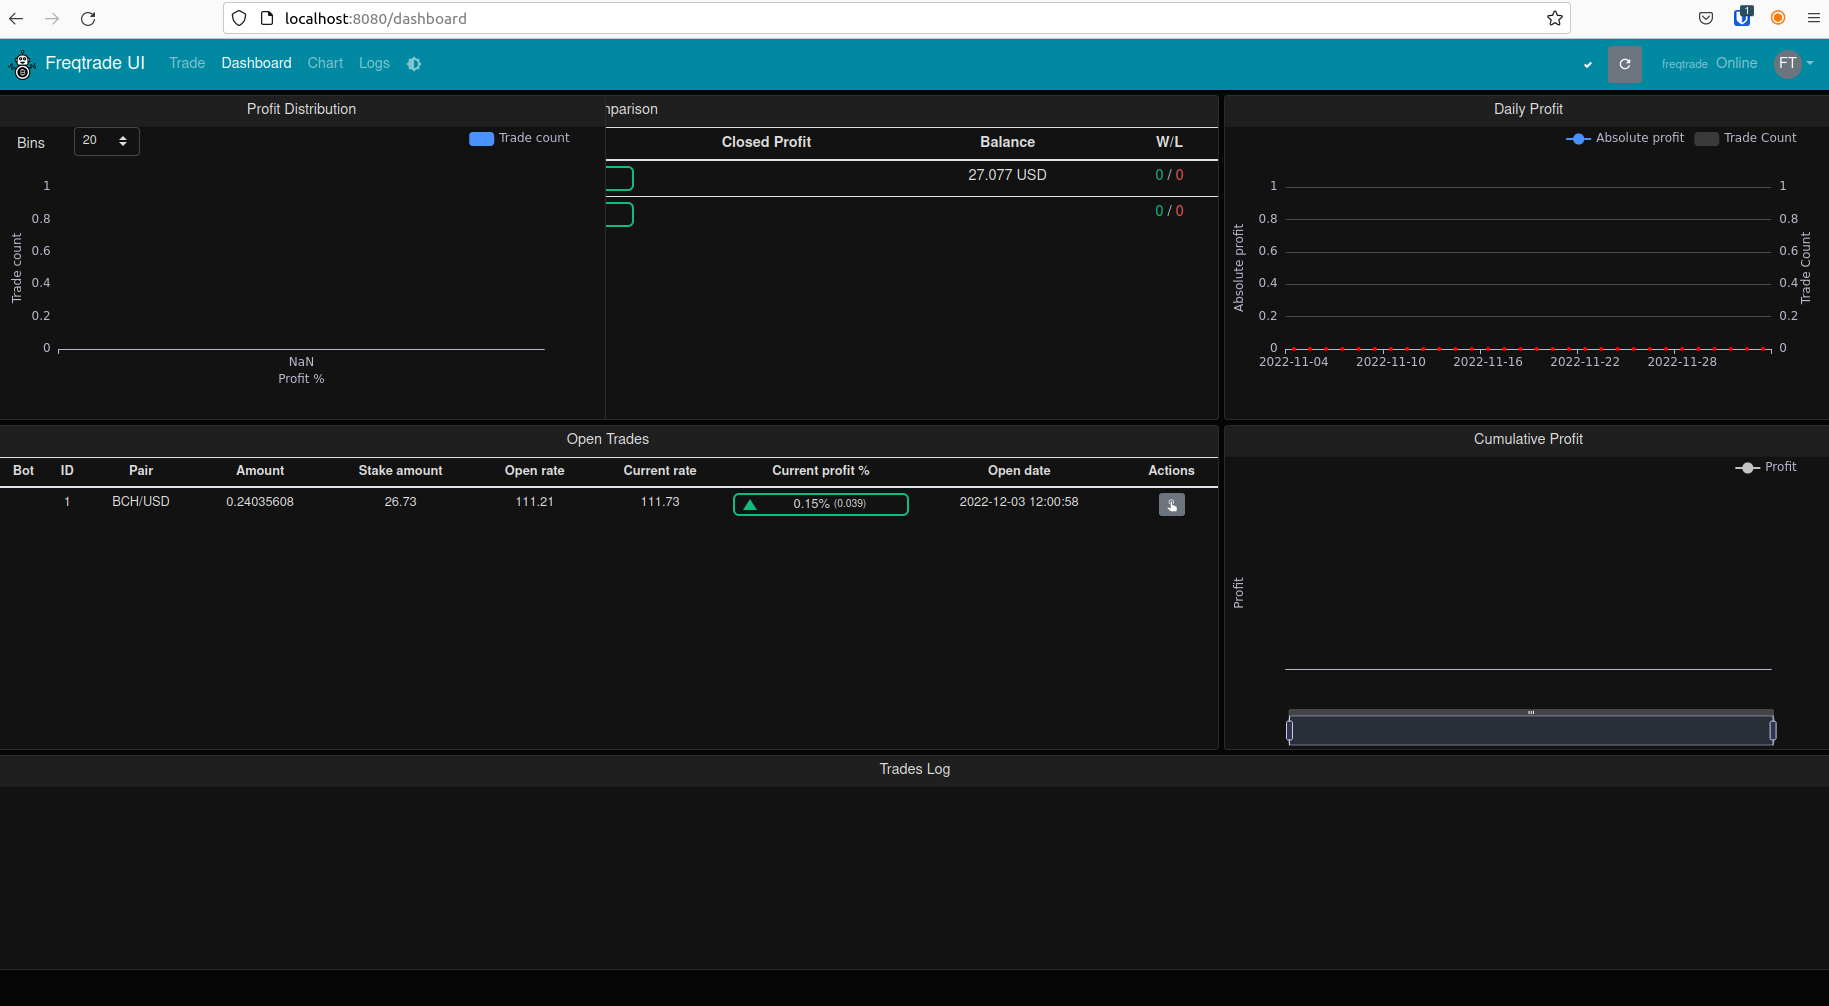 localhost:8080/dashboard
1
Freqtrade UI Trade Dashboard Chart Logs freqtrade Online FT
Profit Distribution
Bins 20 Trade count
1
0.8
0.6
0.4
0.2
0
Trade count
NaN
Profit %
Closed Profit Balance W/L
27.077 USD 0 / 0
0 / 0
Daily Profit
Absolute profit Trade Count
1 1
0.8 0.8
0.6 0.6
0.4 0.4
0.2 0.2
0 0
Absolute profit
Trade Count
2022-11-04 2022-11-10 2022-11-16 2022-11-22 2022-11-28
Open Trades
Bot ID Pair Amount Stake amount Open rate Current rate Current profit % Open date Actions
1 BCH/USD 0.24035608 26.73 111.21 111.73 0.15% (0.039) 2022-12-03 12:00:58
Cumulative Profit
Profit
Profit
Trades Log